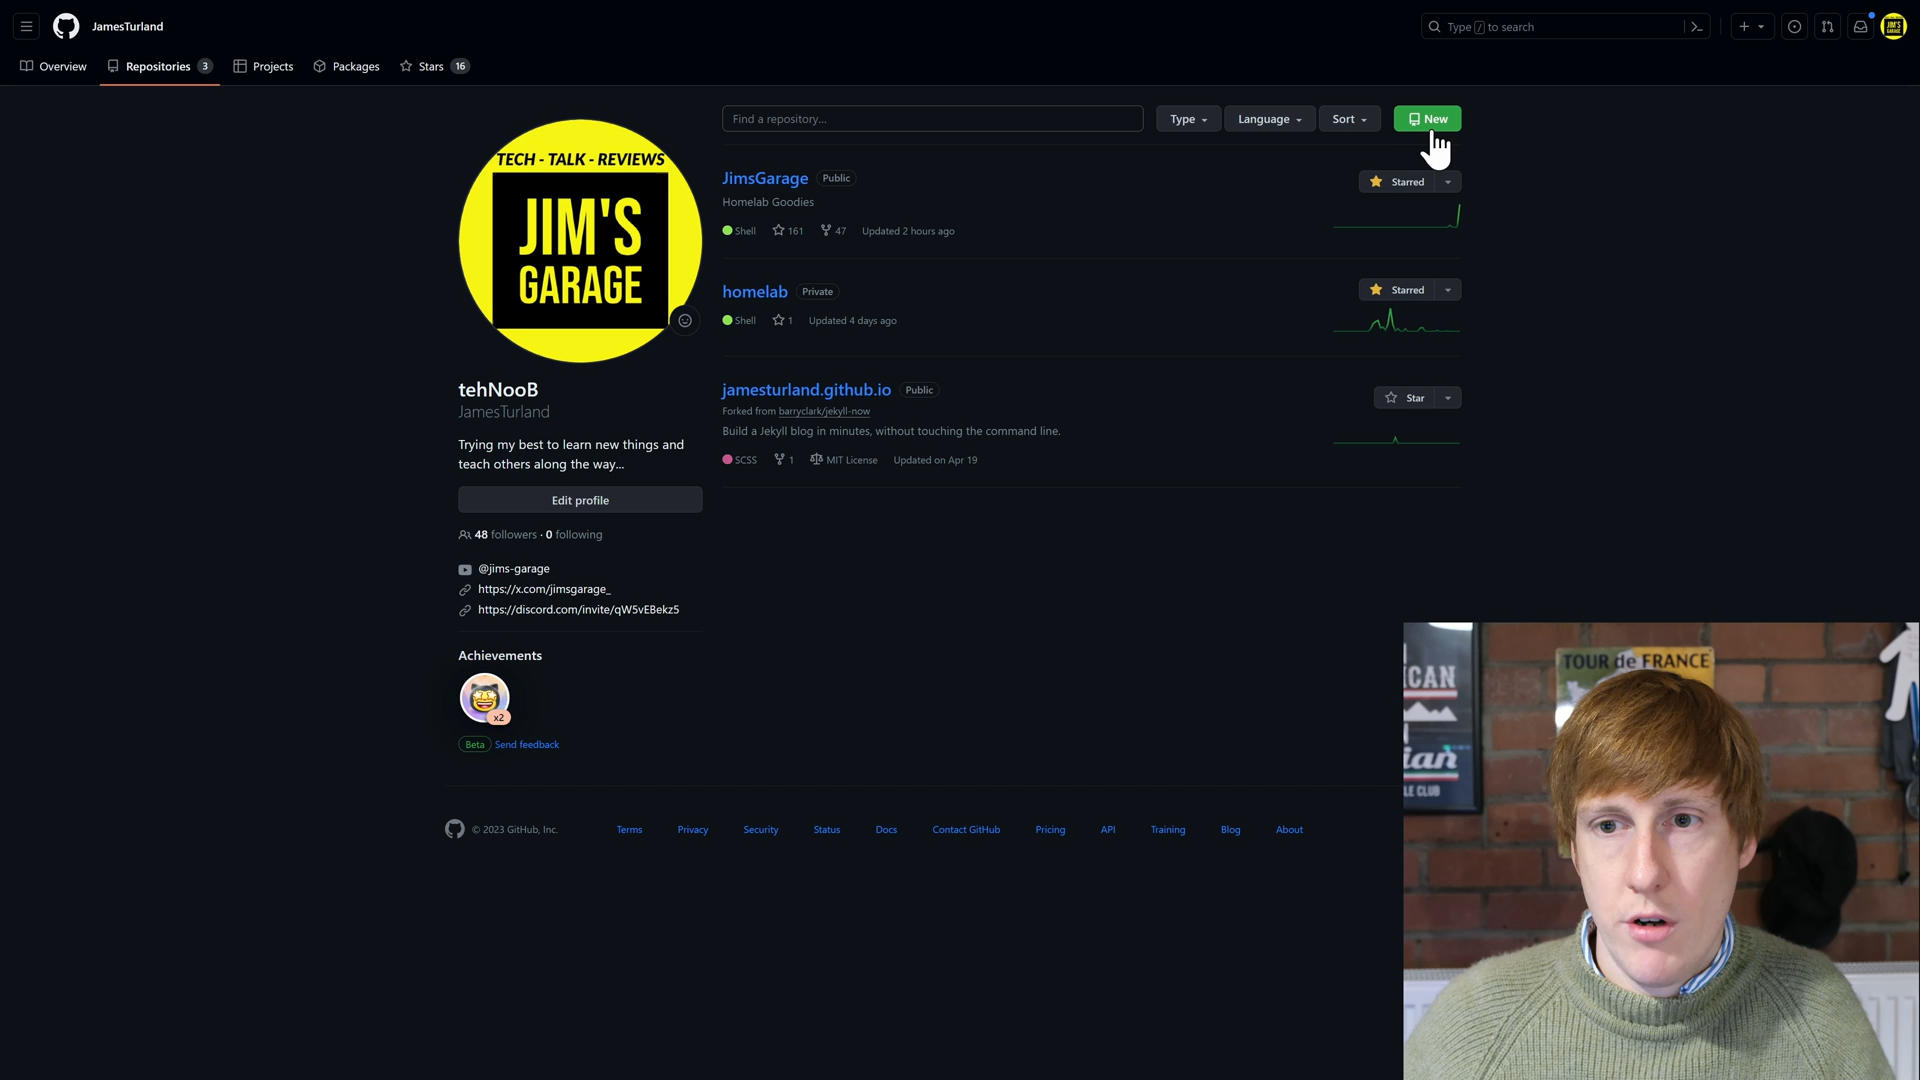 JamesTurland
Type / to search
Overview
Repositories 3
Projects
Packages
Stars 16
Find a repository...
Type
Language
Sort
New
TECH - TALK - REVIEWS
JIM'S
GARAGE
tehNooB
JamesTurland
Trying my best to learn new things and
teach others along the way...
Edit profile
48 followers · 0 following
@jims-garage
https://x.com/jimsgarage_
https://discord.com/invite/qW5vEBekz5
Achievements
x2
Beta Send feedback
JimsGarage Public
Starred
Homelab Goodies
Shell 161 47 Updated 2 hours ago
homelab Private
Starred
Shell 1 Updated 4 days ago
jamesturland.github.io Public
Star
Forked from barryclark/jekyll-now
Build a Jekyll blog in minutes, without touching the command line.
SCSS 1 MIT License Updated on Apr 19
© 2023 GitHub, Inc.
Terms
Privacy
Security
Status
Docs
Contact GitHub
Pricing
API
Training
Blog
About
TOUR de FRANCE
ICAN
ian
LE CLUB